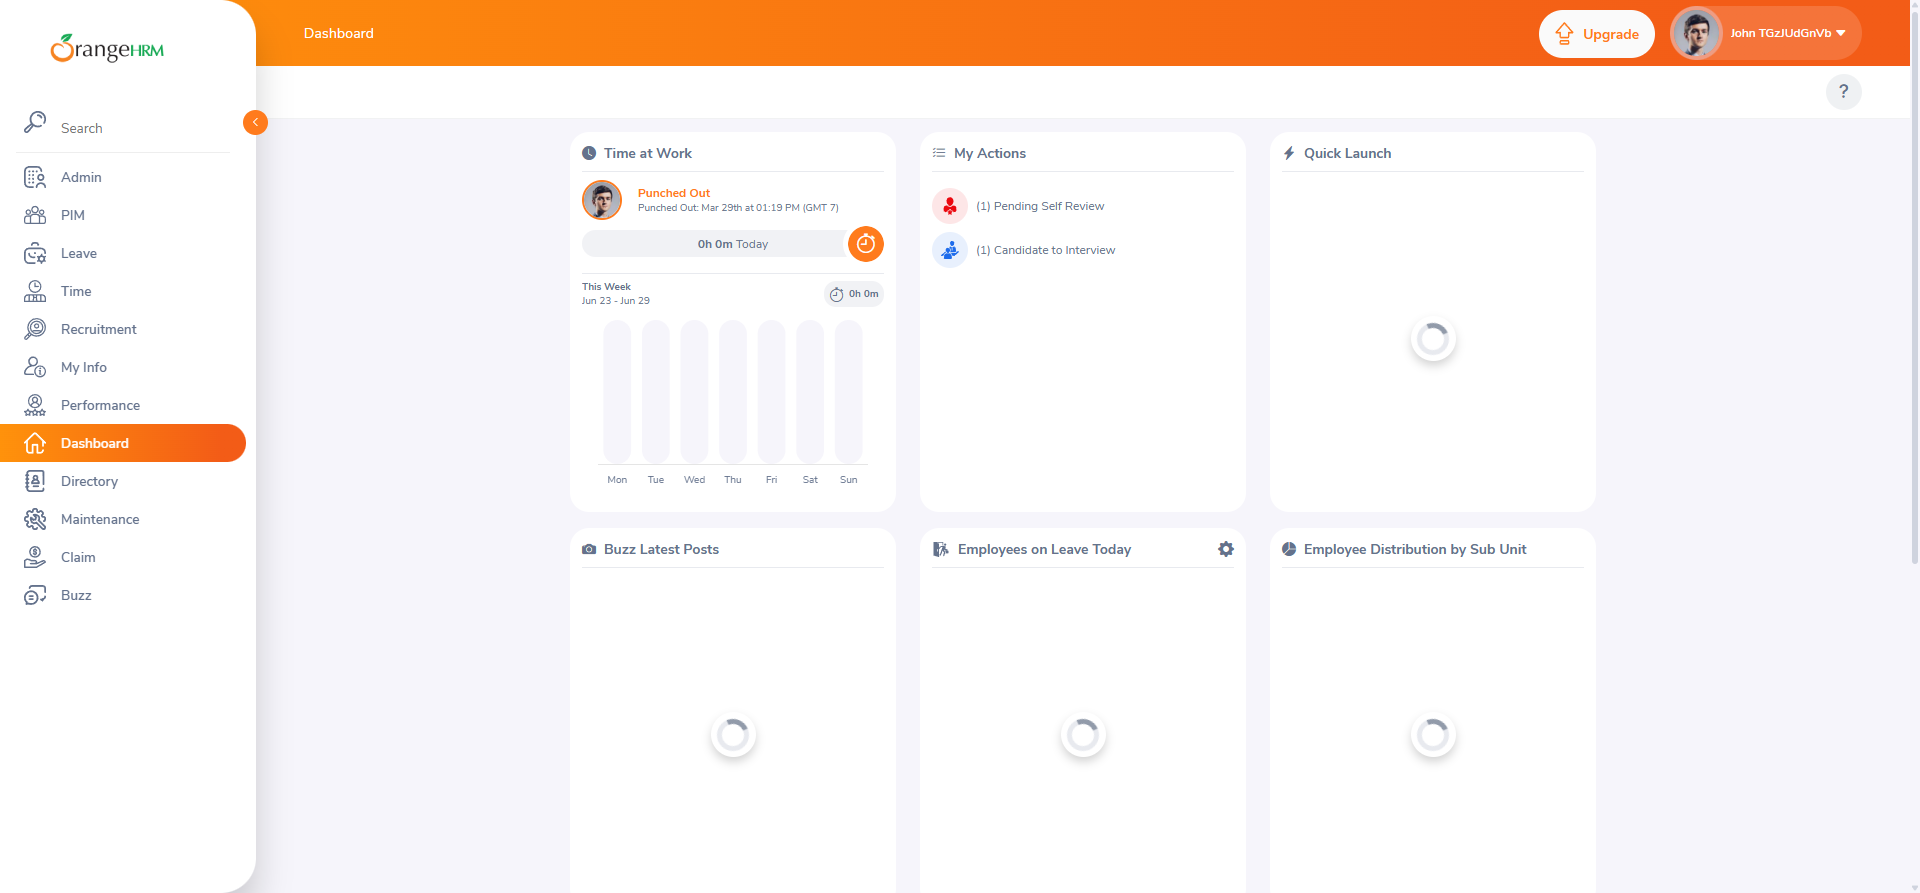 OrangeHRM
Dashboard
Upgrade
John TGzJUdGnVb
?
Search
Admin
PIM
Leave
Time
Recruitment
My Info
Performance
Dashboard
Directory
Maintenance
Claim
Buzz
Time at Work
Punched Out
Punched Out: Mar 29th at 01:19 PM (GMT 7)
0h 0m Today
This Week
Jun 23 - Jun 29
0h 0m
Mon Tue Wed Thu Fri Sat Sun
My Actions
(1) Pending Self Review
(1) Candidate to Interview
Quick Launch
Buzz Latest Posts
Employees on Leave Today
Employee Distribution by Sub Unit